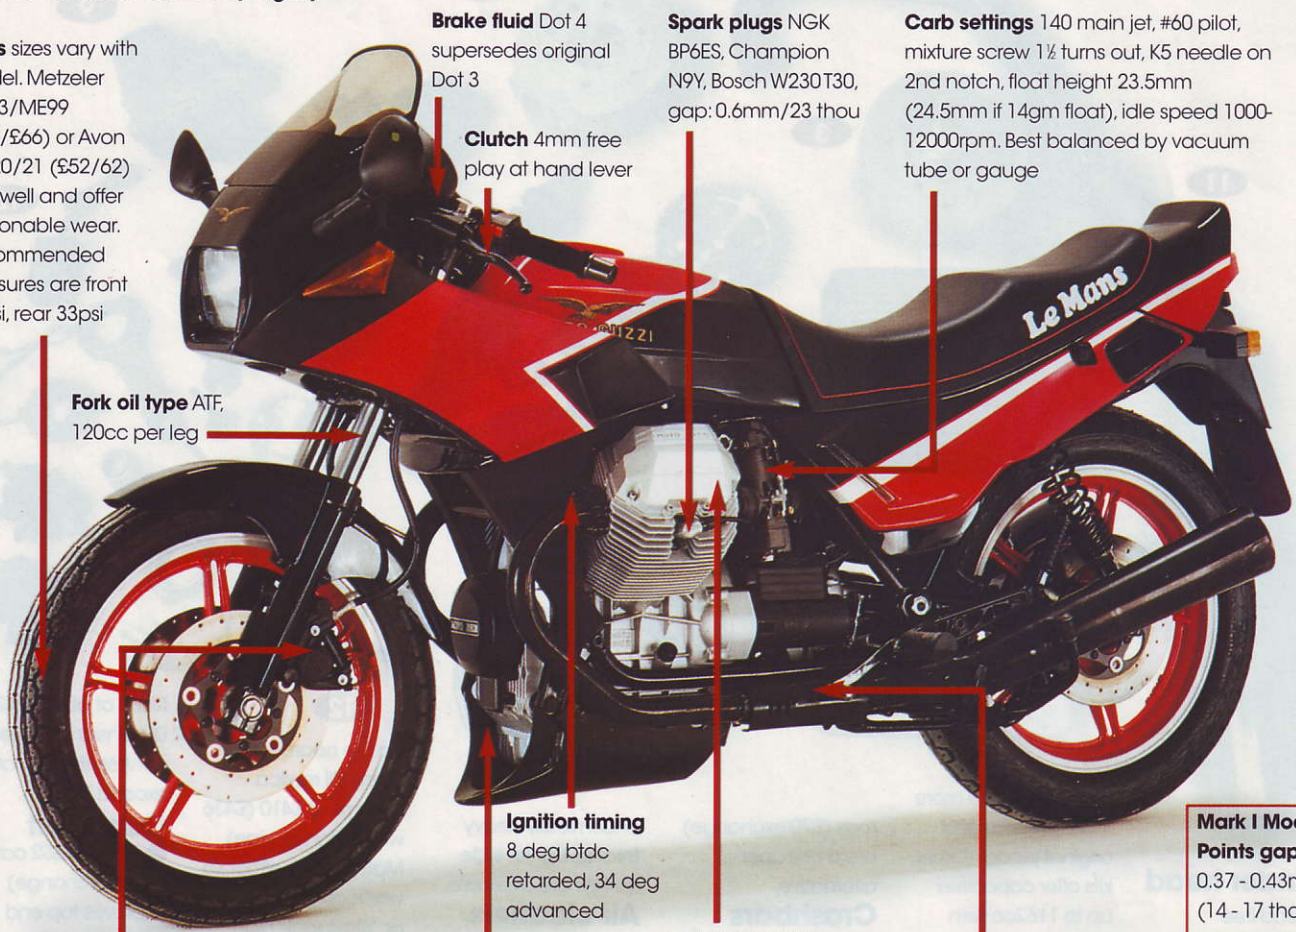 s sizes vary with
del. Metzeler
3/ME99
/£66) or Avon
20/21 (£52/62)
well and offer
onable wear.
ommended
sures are front
si, rear 33psi
Brake fluid Dot 4
supersedes original
Dot 3
Clutch 4mm free
play at hand lever
Spark plugs NGK
BP6ES, Champion
N9Y, Bosch W230T30,
gap: 0.6mm/23 thou
Carb settings 140 main jet, #60 pilot,
mixture screw 1½ turns out, K5 needle on
2nd notch, float height 23.5mm
(24.5mm if 14gm float), idle speed 1000-
12000rpm. Best balanced by vacuum
tube or gauge
Fork oil type ATF,
120cc per leg
GUZZI
Le Mans
Ignition timing
8 deg btdc
retarded, 34 deg
advanced
Mark I Mod
Points gap
0.37 - 0.43m
(14 - 17 tho